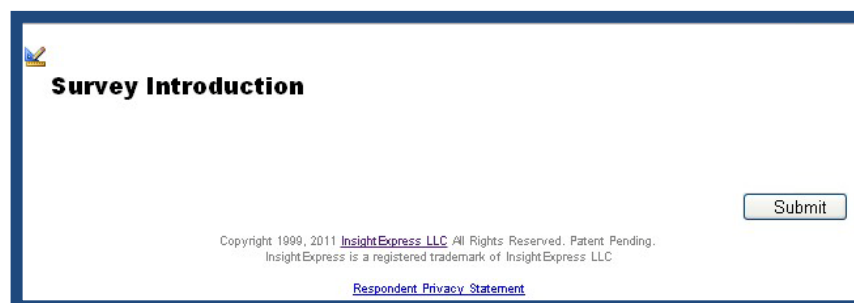 Survey Introduction
Submit
Copyright 1999, 2011 InsightExpress LLC All Rights Reserved. Patent Pending.
InsightExpress is a registered trademark of InsightExpress LLC
Respondent Privacy Statement